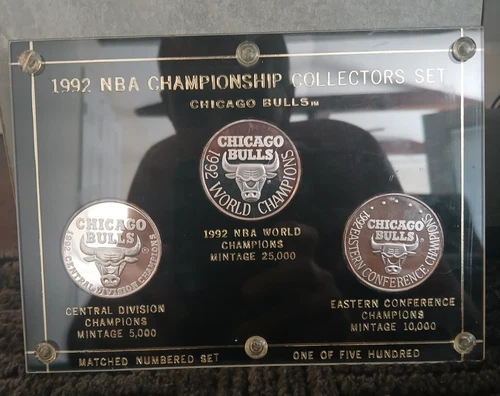 1992 NBA CHAMPIONSHIP COLLECTORS SET
CHICAGO BULLS™
CHICAGO
BULLS
®
1992 WORLD CHAMPIONS
1992 NBA WORLD
CHAMPIONS
MINTAGE 25,000
CHICAGO
BULLS
®
1992 CENTRAL DIVISION CHAMPIONS
CENTRAL DIVISION
CHAMPIONS
MINTAGE 5,000
CHICAGO
BULLS
®
1992 EASTERN CONFERENCE CHAMPIONS
EASTERN CONFERENCE
CHAMPIONS
MINTAGE 10,000
MATCHED NUMBERED SET
ONE OF FIVE HUNDRED